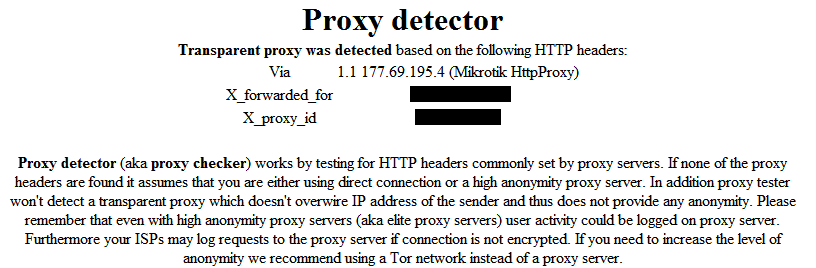 Proxy detector
Transparent proxy was detected based on the following HTTP headers:
Via 1.1 177.69.195.4 (Mikrotik HttpProxy)
X_forwarded_for
X_proxy_id
Proxy detector (aka proxy checker) works by testing for HTTP headers commonly set by proxy servers. If none of the proxy
headers are found it assumes that you are either using direct connection or a high anonymity proxy server. In addition proxy tester
won't detect a transparent proxy which doesn't overwire IP address of the sender and thus does not provide any anonymity. Please
remember that even with high anonymity proxy servers (aka elite proxy servers) user activity could be logged on proxy server.
Furthermore your ISPs may log requests to the proxy server if connection is not encrypted. If you need to increase the level of
anonymity we recommend using a Tor network instead of a proxy server.